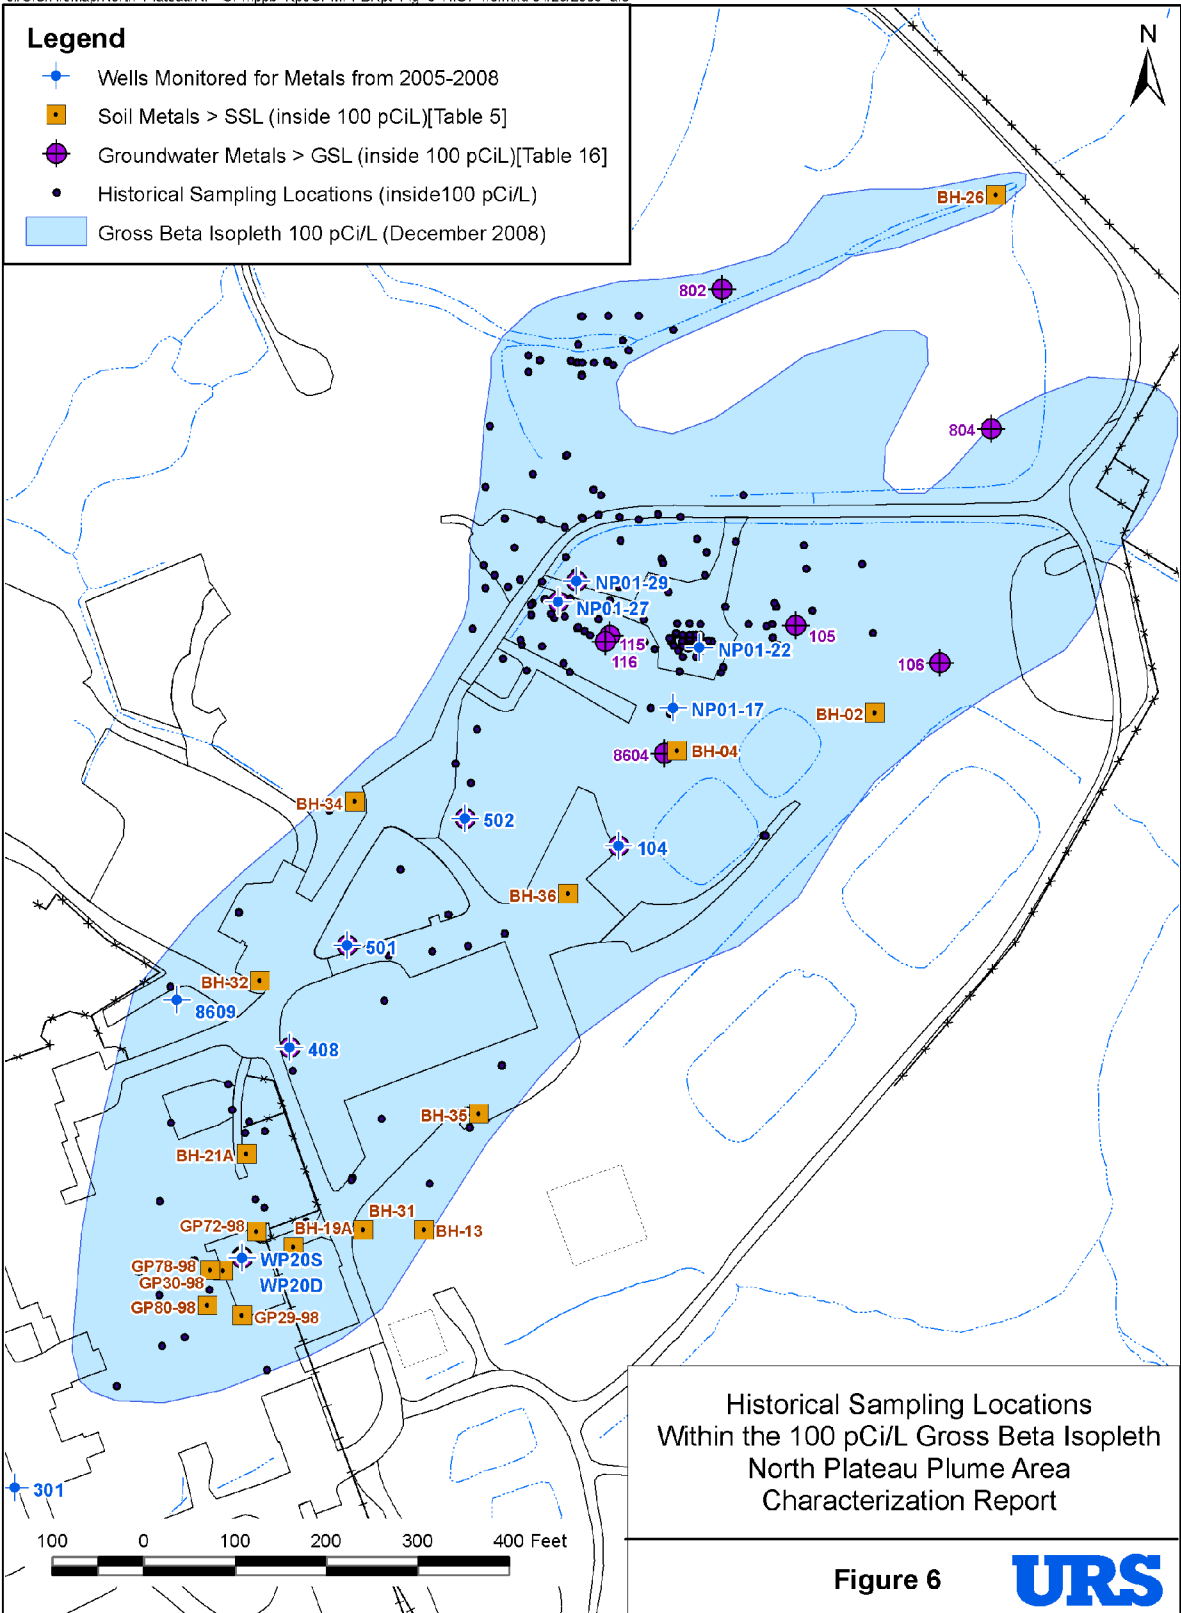 Legend
Wells Monitored for Metals from 2005-2008
Soil Metals > SSL (inside 100 pCiL)[Table 5]
Groundwater Metals > GSL (inside 100 pCiL)[Table 16]
Historical Sampling Locations (inside100 pCi/L)
Gross Beta Isopleth 100 pCi/L (December 2008)
N
BH-26
802
804
NP01-29
NP01-27
115
116
NP01-22
105
106
NP01-17
BH-02
8604
BH-04
BH-34
502
104
BH-36
501
BH-32
8609
408
BH-35
BH-21A
GP72-98
BH-19A
BH-31
BH-13
WP20S
WP20D
GP78-98
GP30-98
GP80-98
GP29-98
301
100 0 100 200 300 400 Feet
Historical Sampling Locations
Within the 100 pCi/L Gross Beta Isopleth
North Plateau Plume Area
Characterization Report
Figure 6
URS